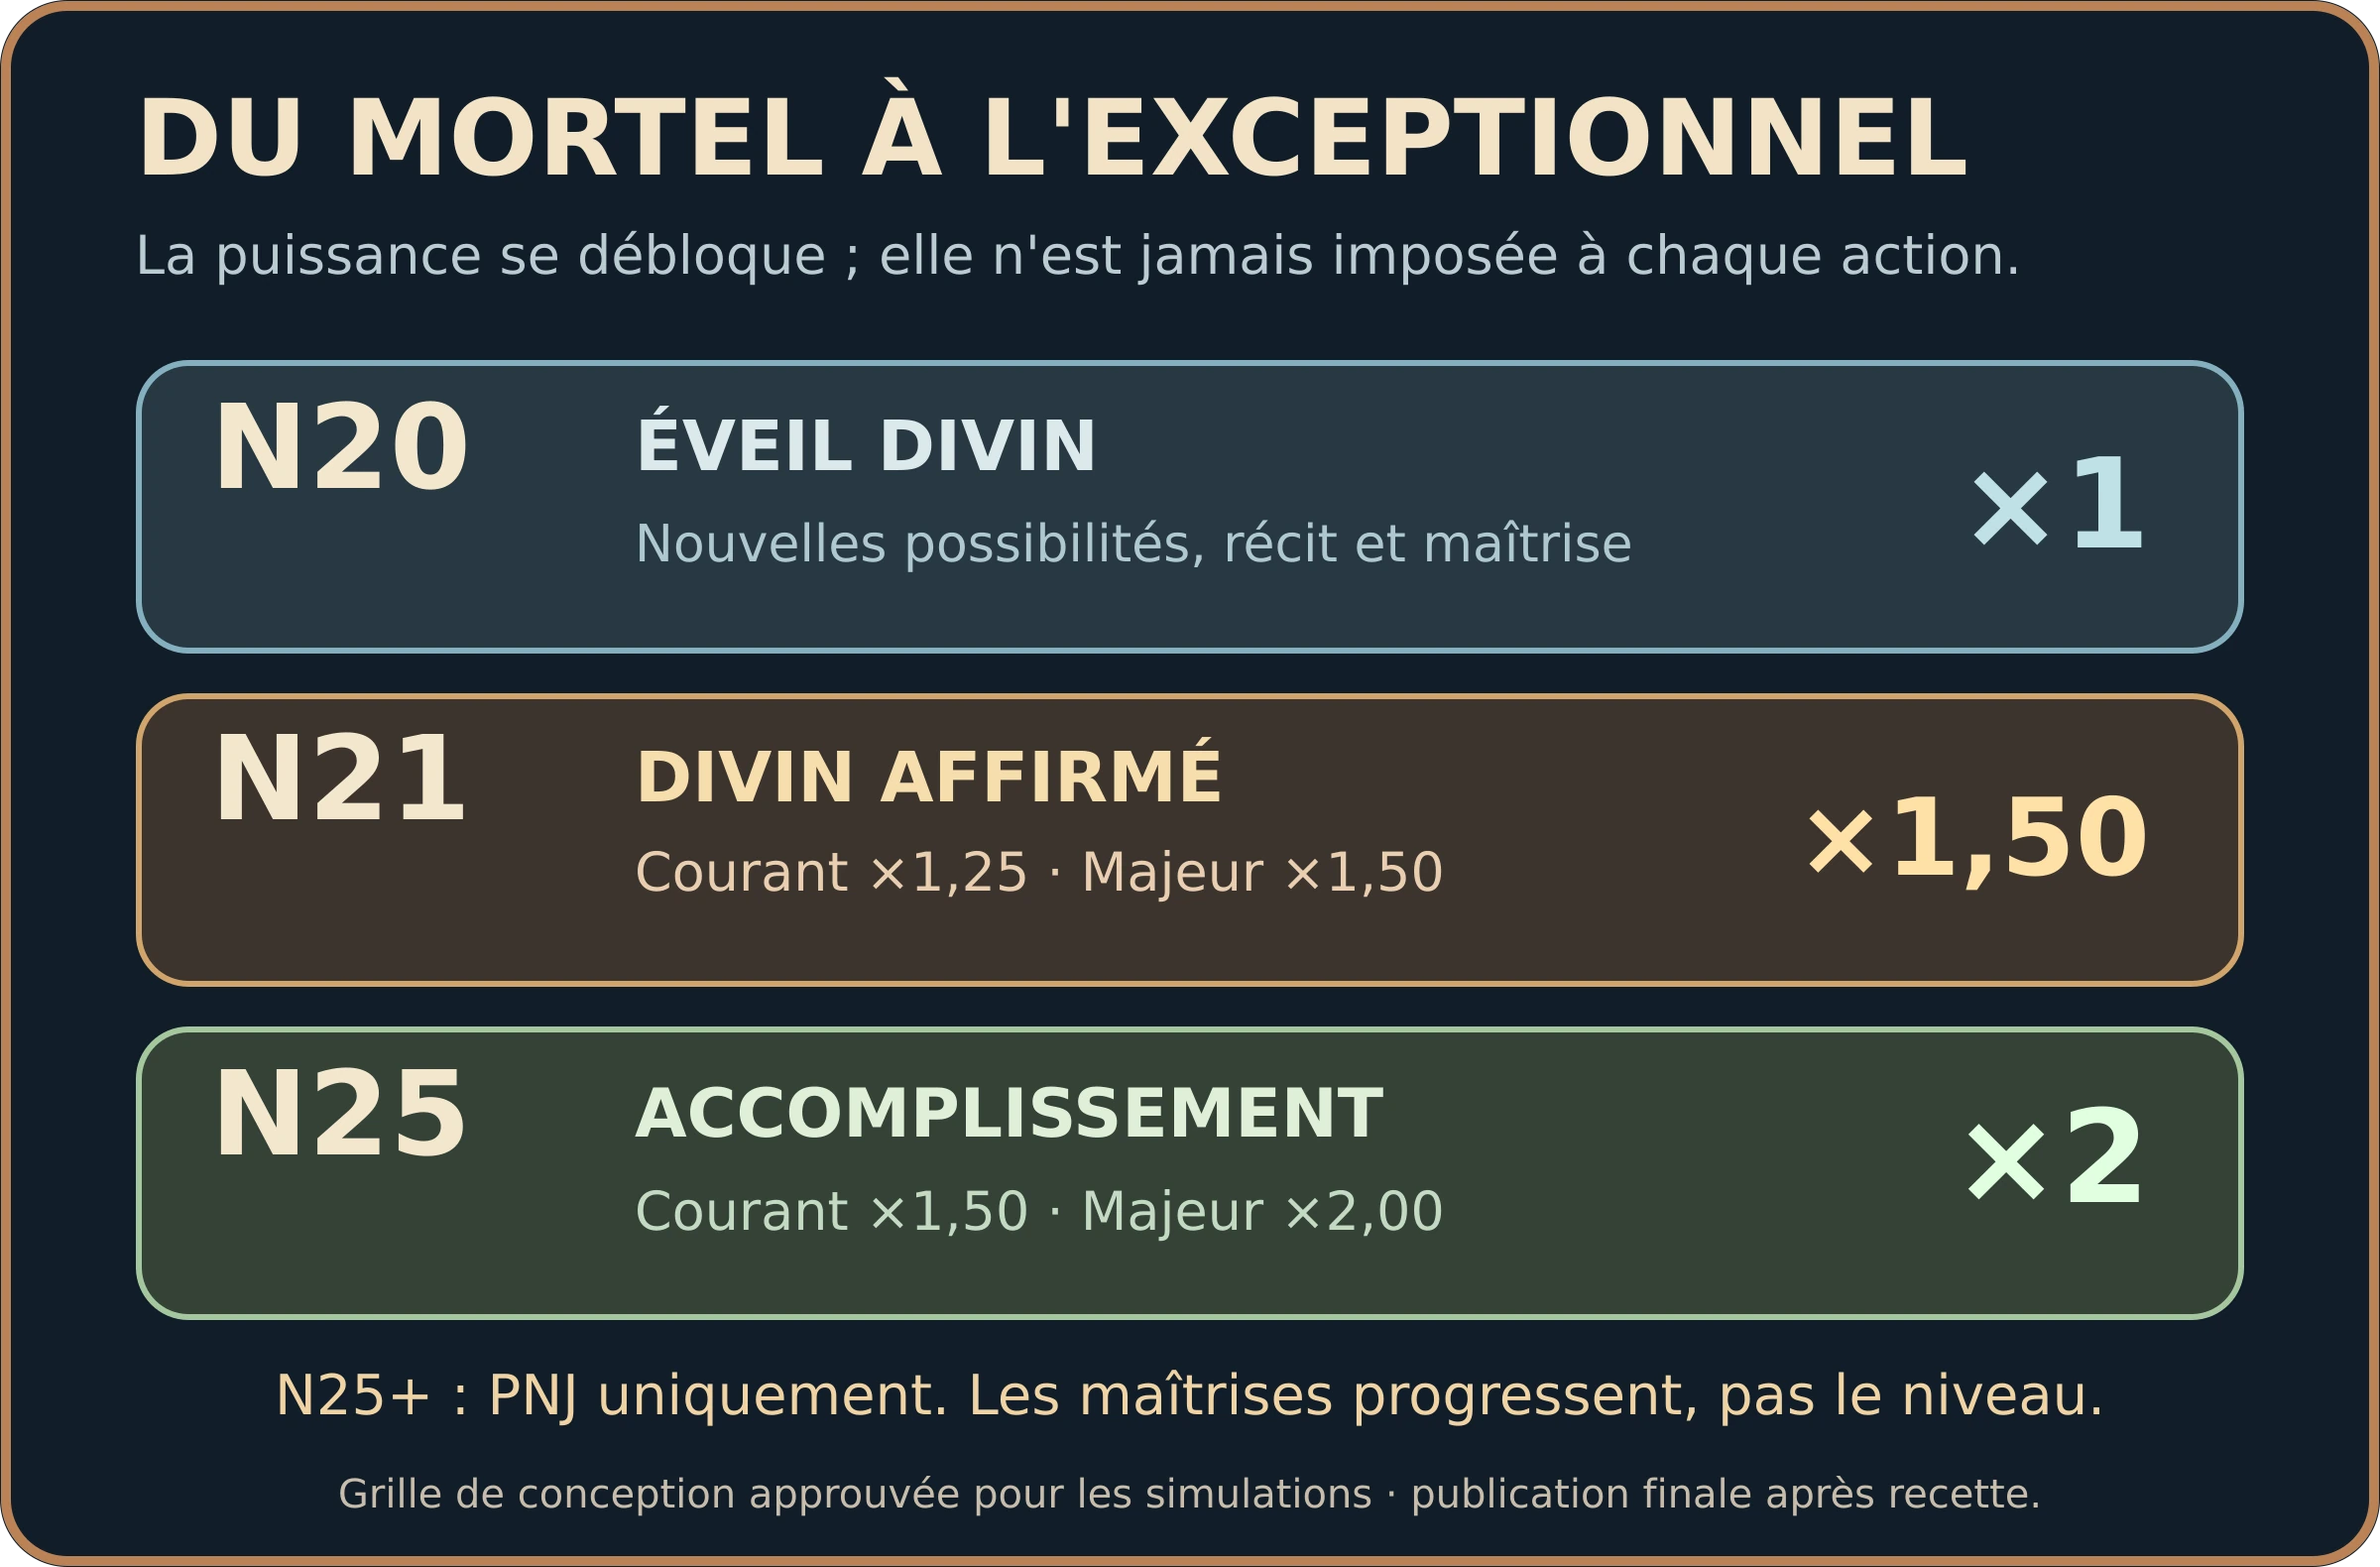 DU MORTEL À L'EXCEPTIONNEL
La puissance se débloque ; elle n'est jamais imposée à chaque action.
N20
ÉVEIL DIVIN
Nouvelles possibilités, récit et maîtrise
×1
N21
DIVIN AFFIRMÉ
Courant ×1,25 · Majeur ×1,50
×1,50
N25
ACCOMPLISSEMENT
Courant ×1,50 · Majeur ×2,00
×2
N25+ : PNJ uniquement. Les maîtrises progressent, pas le niveau.
Grille de conception approuvée pour les simulations · publication finale après recette.